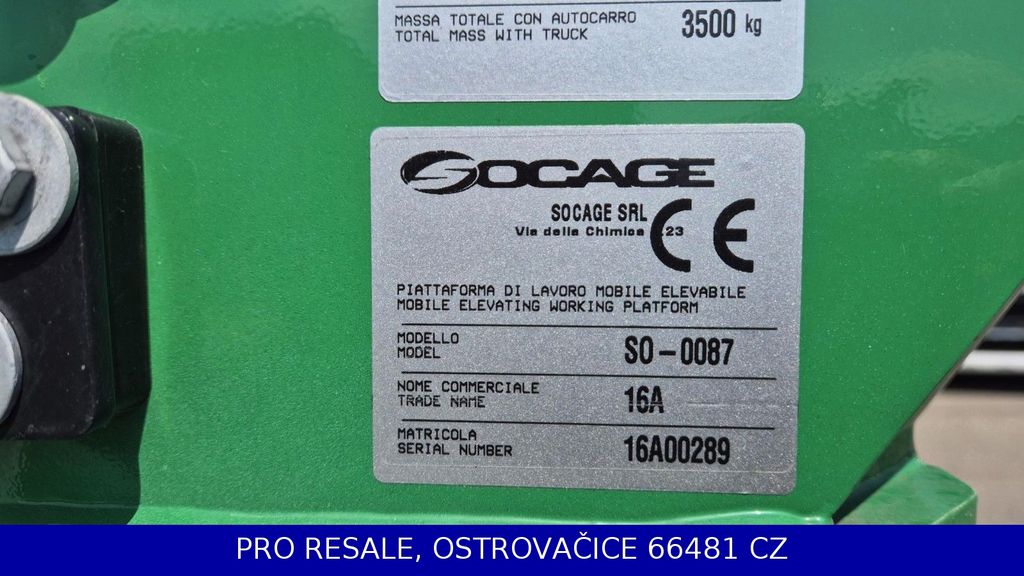 MASSA TOTALE CON AUTOCARRO
TOTAL MASS WITH TRUCK
3500 kg
SOCAGE
SOCAGE SRL
Via della Chimica
23
CE
PIATTAFORMA DI LAVORO MOBILE ELEVABILE
MOBILE ELEVATING WORKING PLATFORM
MODELLO
MODEL
SO-0087
NOME COMMERCIALE
TRADE NAME
16A
MATRICOLA
SERIAL NUMBER
16A00289
PRO RESALE, OSTROVAČICE 66481 CZ